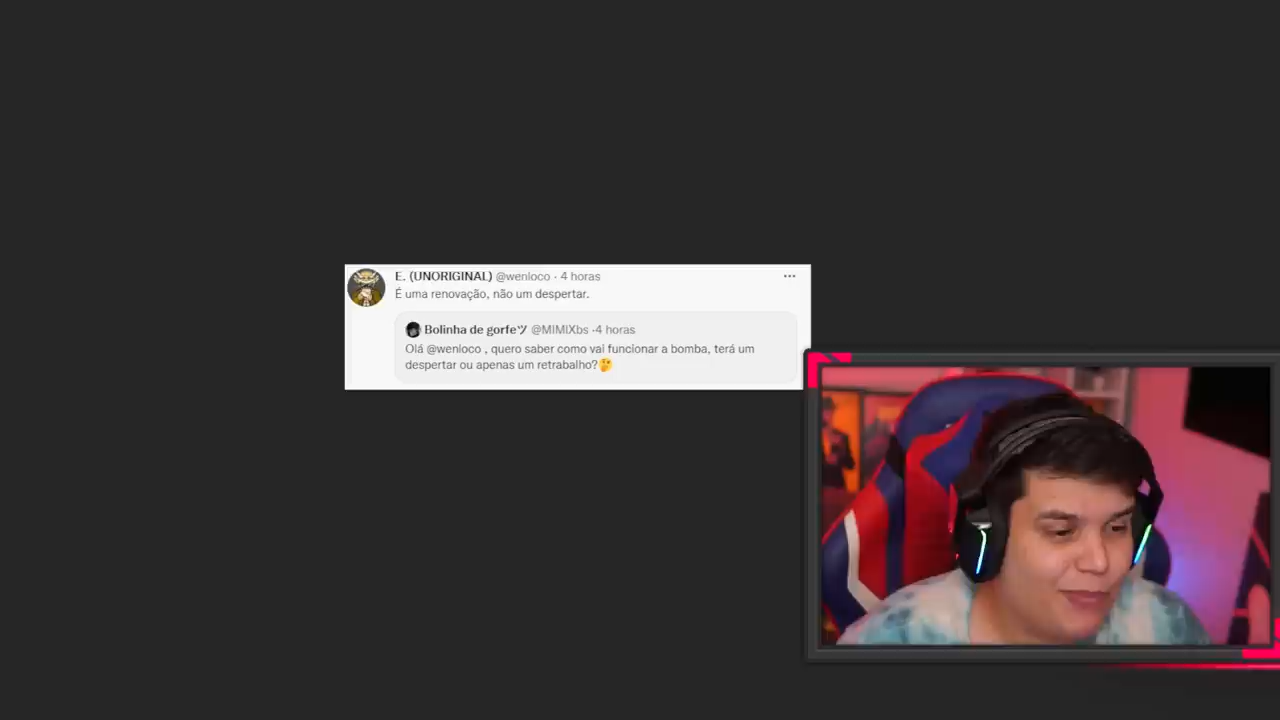 E. (UNORIGINAL) @wenloco · 4 horas
É uma renovação, não um despertar.
Bolinha de gorfeツ @MIMIXbs ·4 horas
Olá @wenloco , quero saber como vai funcionar a bomba, terá um
despertar ou apenas um retrabalho?🤔